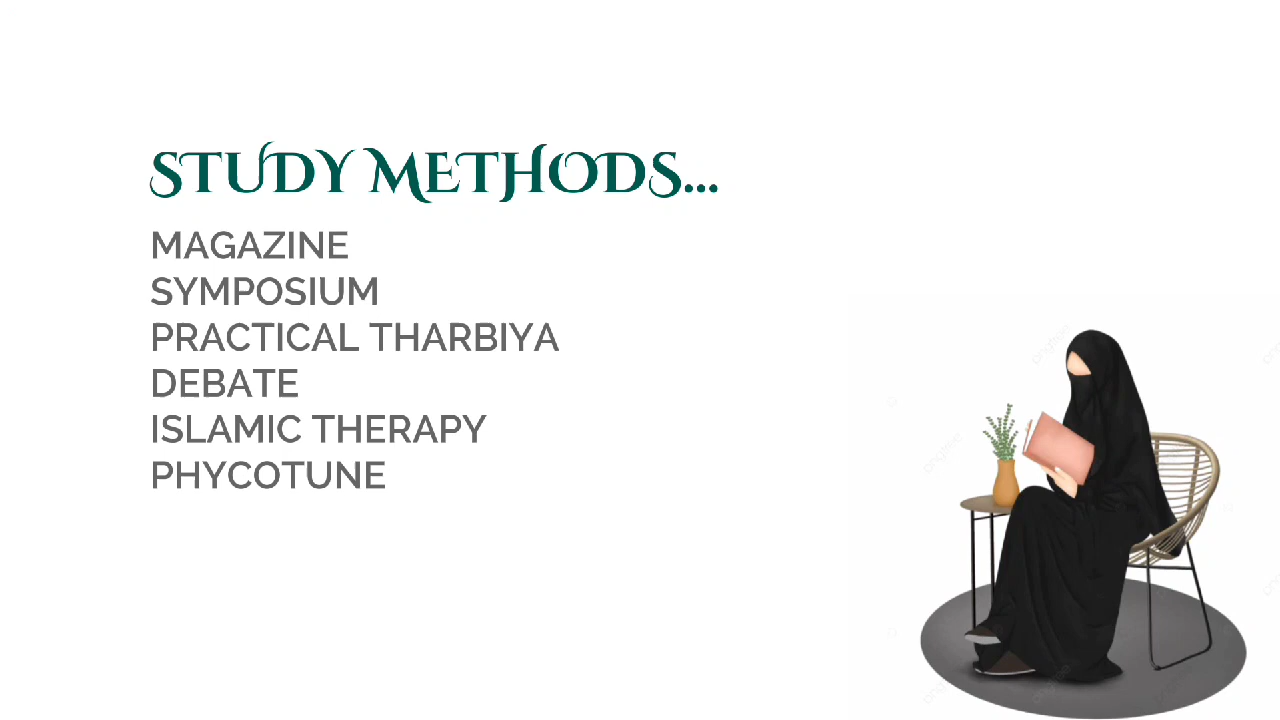 STUDY METHODS...
MAGAZINE
SYMPOSIUM
PRACTICAL THARBIYA
DEBATE
ISLAMIC THERAPY
PHYCOTUNE